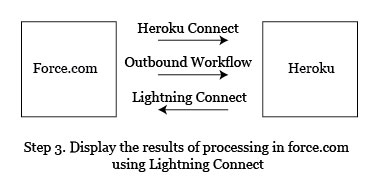 Heroku Connect
Force.com
Outbound Workflow
Heroku
Lightning Connect
Step 3. Display the results of processing in force.com
using Lightning Connect